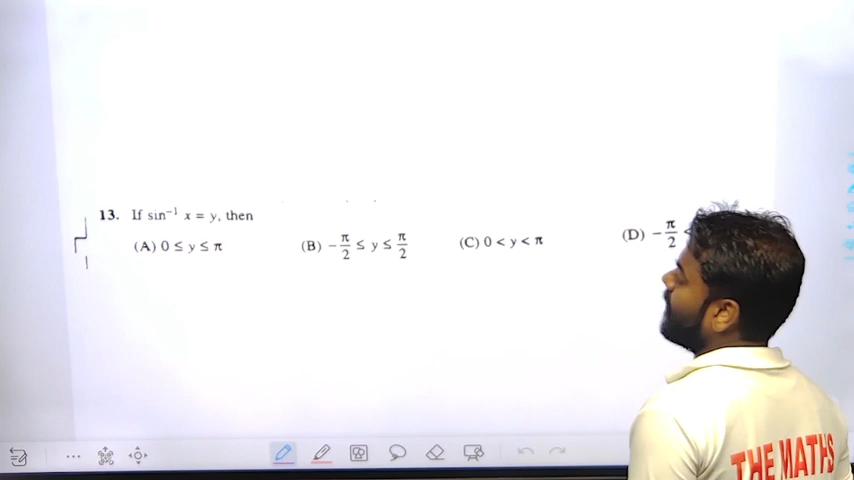 13. If sin⁻¹ x = y, then
(A) 0 ≤ y ≤ π (B) −π/2 ≤ y ≤ π/2 (C) 0 < y < π (D) −π/2 <
THE MATHS